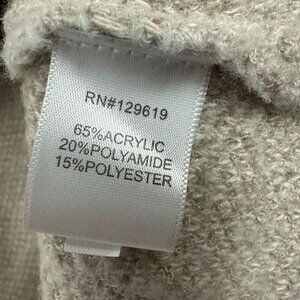 RN#129619
65%ACRYLIC
20%POLYAMIDE
15%POLYESTER